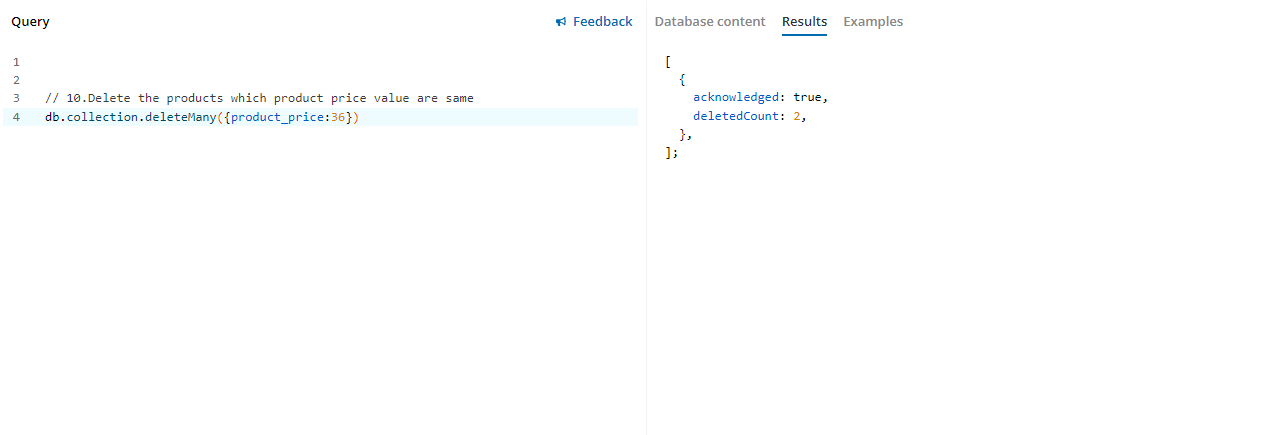 Query
Feedback
1
2
3 // 10.Delete the products which product price value are same
4 db.collection.deleteMany({product_price:36})
Database content Results Examples
[
{
acknowledged: true,
deletedCount: 2,
},
];